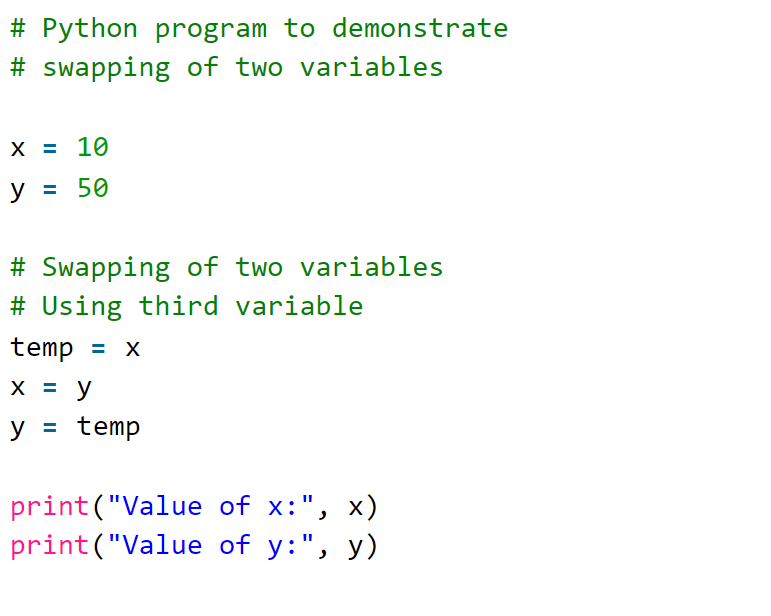 # Python program to demonstrate
# swapping of two variables
x = 10
y = 50
# Swapping of two variables
# Using third variable
temp = x
x = y
y = temp
print("Value of x:", x)
print("Value of y:", y)